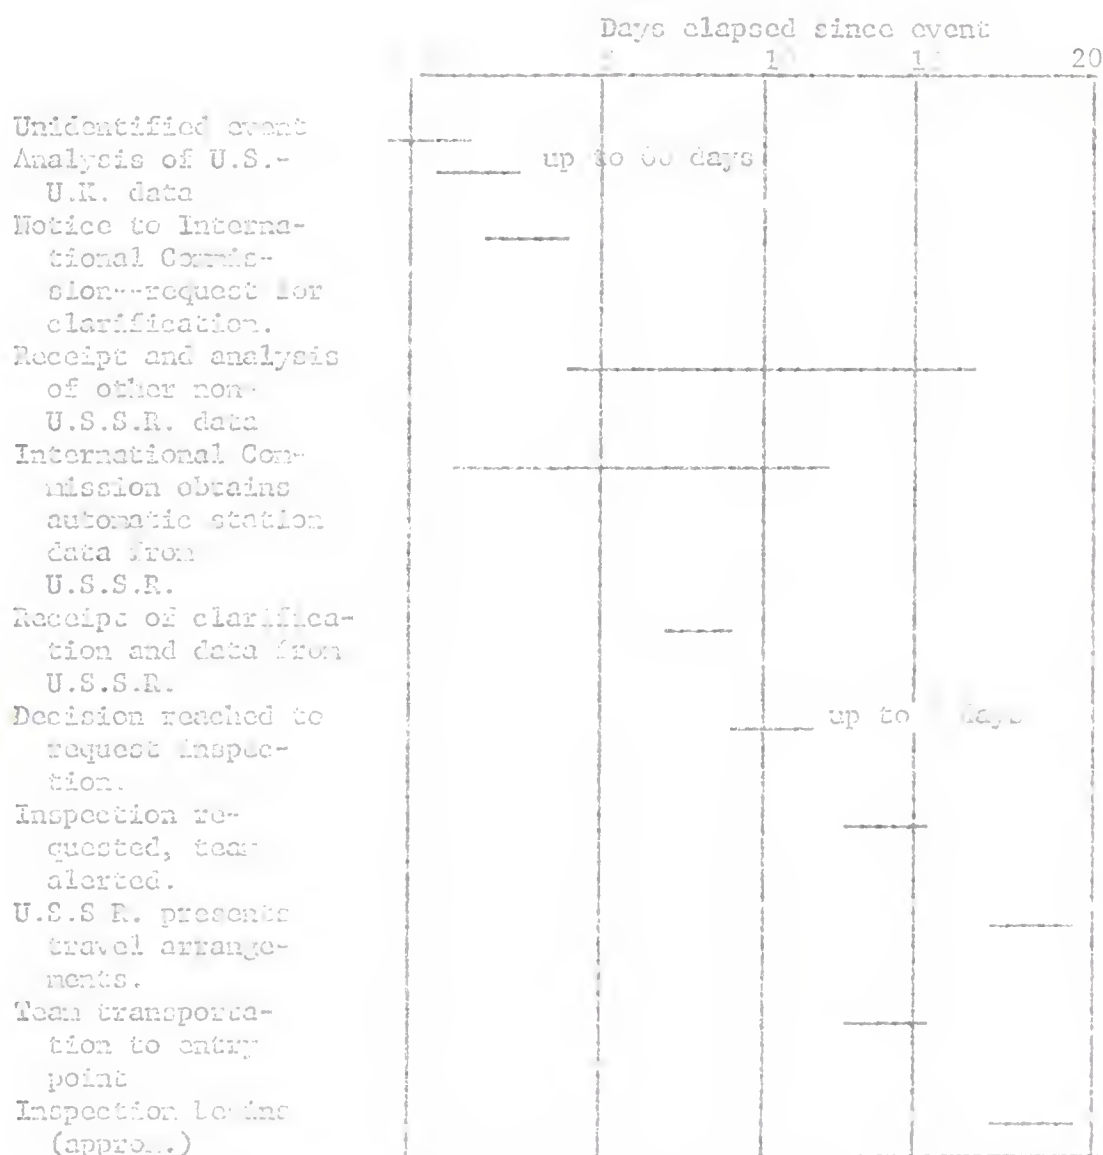 Days elapsed since event
20
Unidentified event
Analysis of U.S.-
up to 60 days
U.K. data
Notice to Interna-
tional Commis-
sion--request for
clarification.
Receipt and analysis
of other non-
U.S.S.R. data
International Com-
mission obtains
automatic station
data from
U.S.S.R.
Receipt of clarifica-
tion and data from
U.S.S.R.
Decision reached to
up to days
request inspec-
tion.
Inspection re-
quested, team
alerted.
U.S.S R. presents
travel arrange-
ments.
Team transporta-
tion to entry
point
Inspection begins
(approx.)